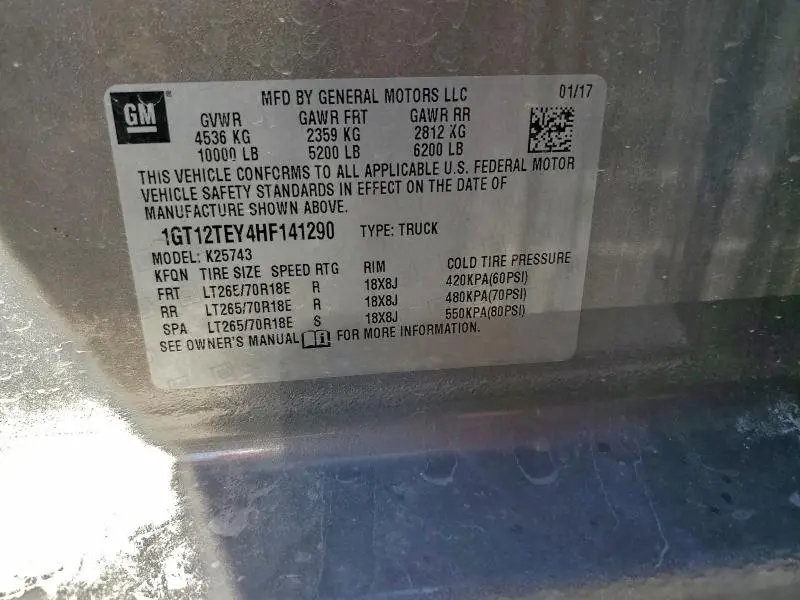 GM ® MFD BY GENERAL MOTORS LLC 01/17
GVWR GAWR FRT GAWR RR
4536 KG 2359 KG 2812 KG
10000 LB 5200 LB 6200 LB
THIS VEHICLE CONFORMS TO ALL APPLICABLE U.S. FEDERAL MOTOR
VEHICLE SAFETY STANDARDS IN EFFECT ON THE DATE OF
MANUFACTURE SHOWN ABOVE.
1GT12TEY4HF141290 TYPE: TRUCK
MODEL: K25743
KFQN TIRE SIZE SPEED RTG RIM COLD TIRE PRESSURE
FRT LT265/70R18E R 18X8J 420KPA(60PSI)
RR LT265/70R18E R 18X8J 480KPA(70PSI)
SPA LT265/70R18E S 18X8J 550KPA(80PSI)
SEE OWNER'S MANUAL FOR MORE INFORMATION.